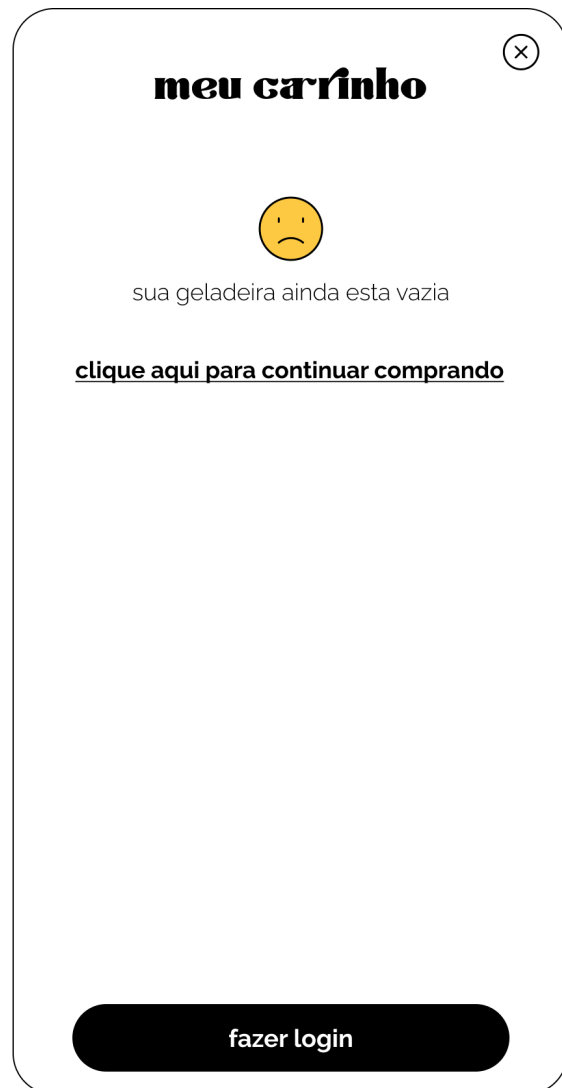 meu carrinho
sua geladeira ainda esta vazia
clique aqui para continuar comprando
fazer login